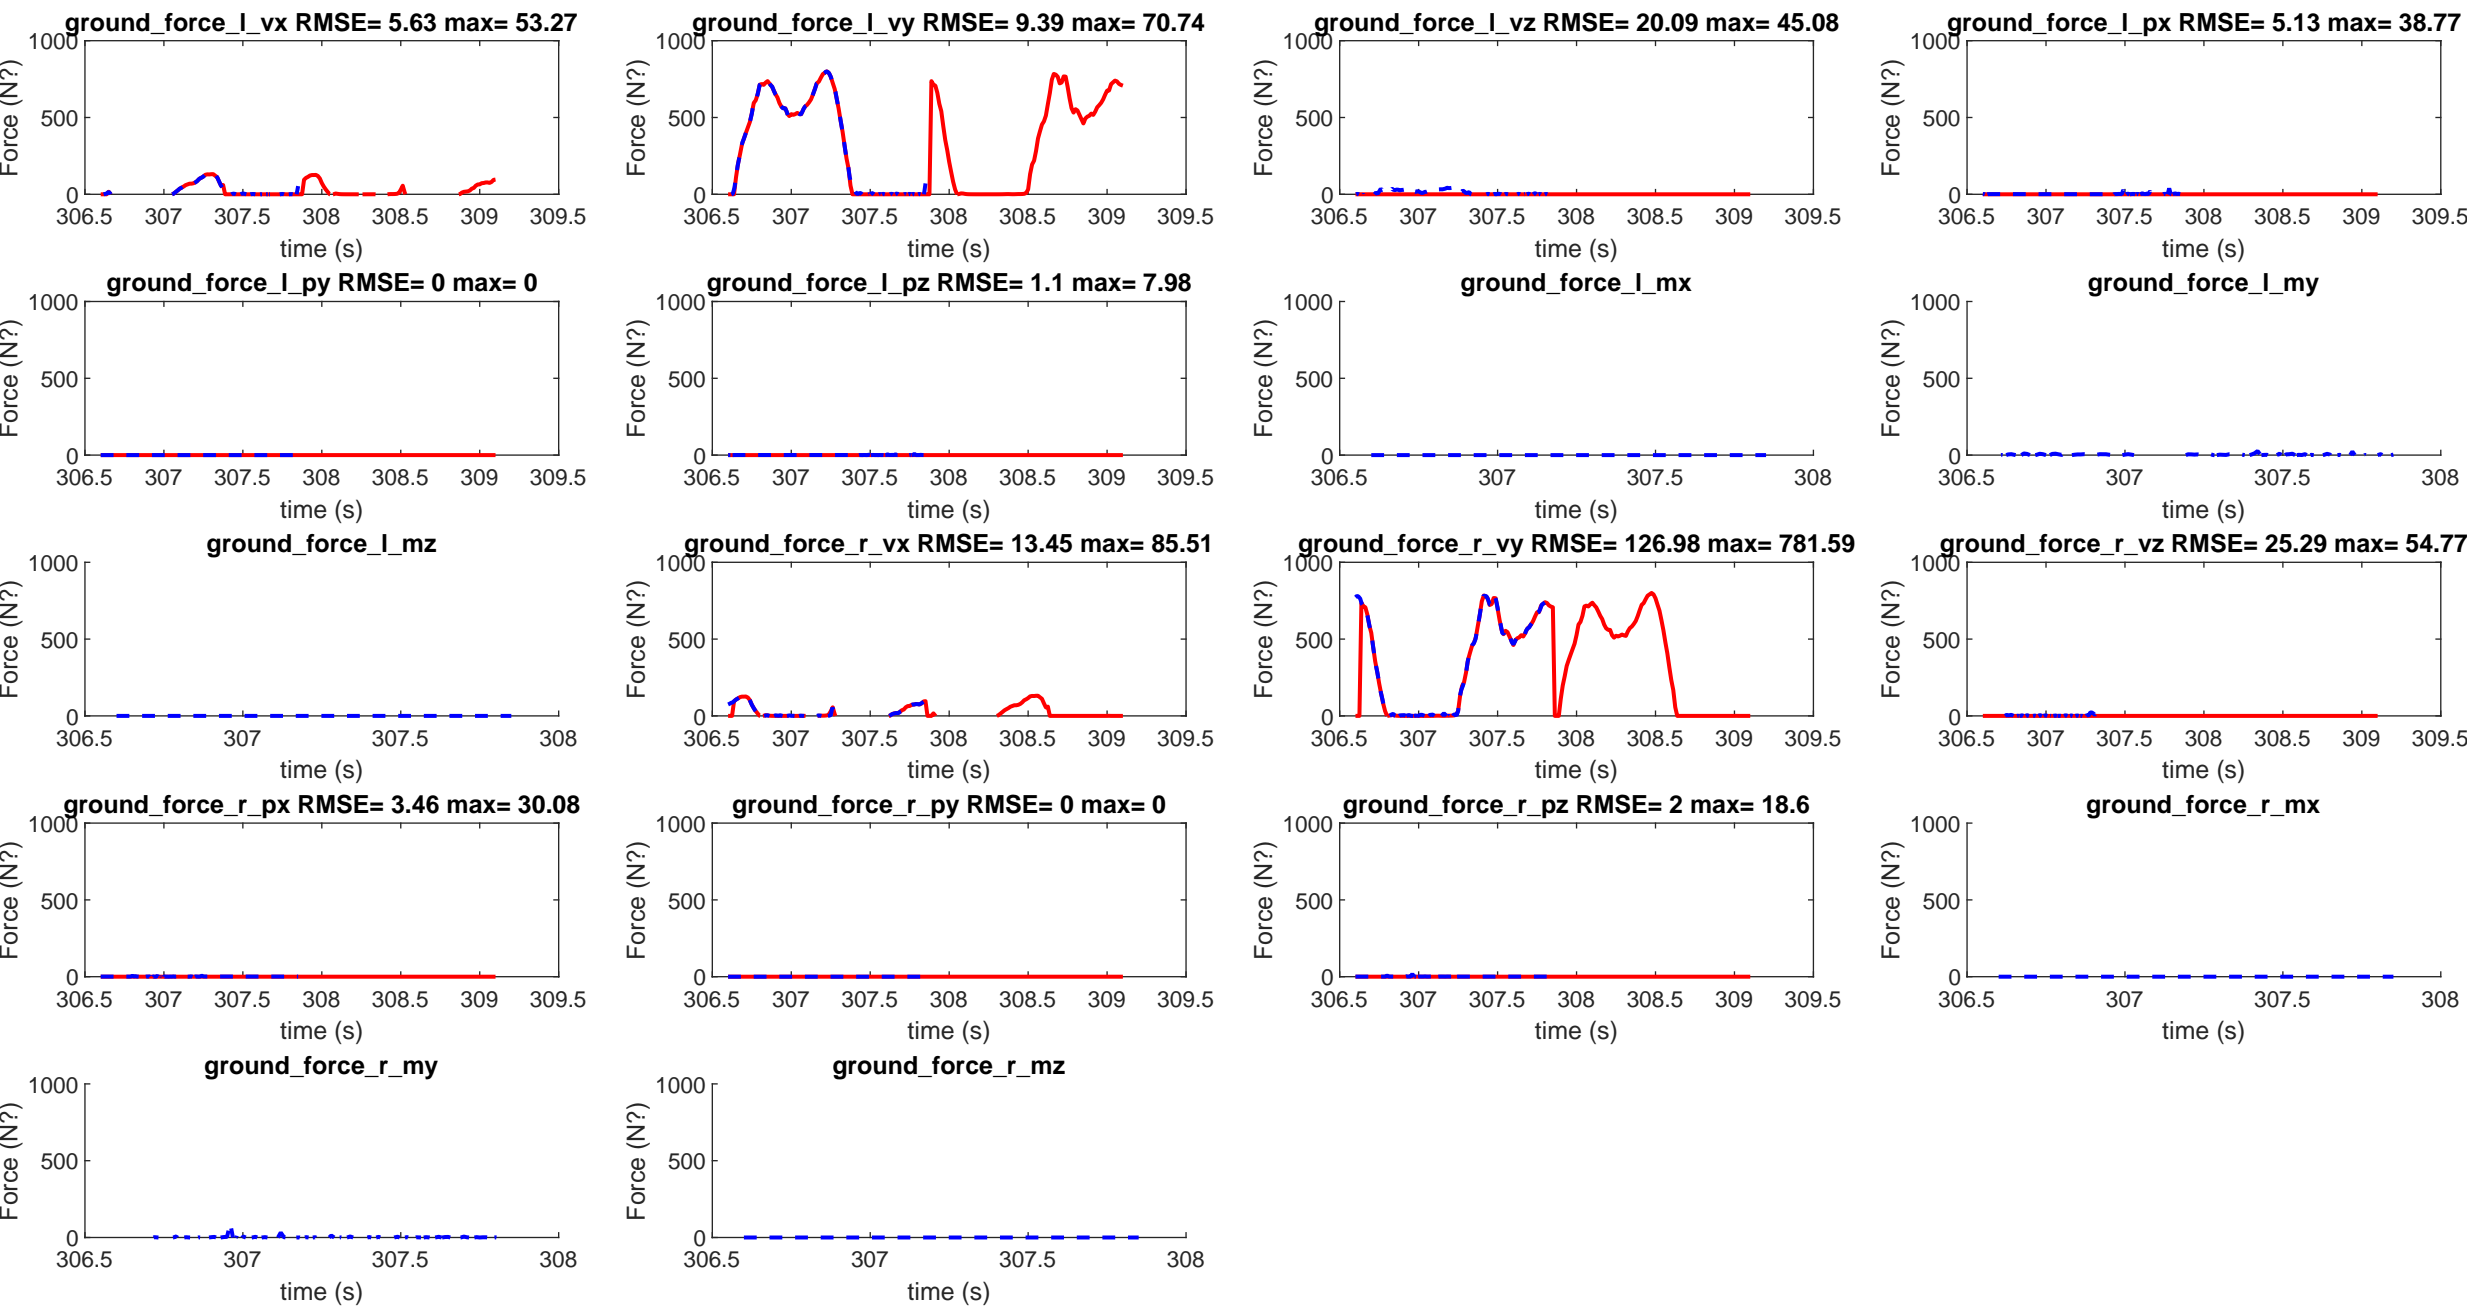 ground_force_l_vx RMSE= 5.63 max= 53.27
1000
500
0
Force (N?)
306.5 307 307.5 308 308.5 309 309.5
time (s)
ground_force_l_vy RMSE= 9.39 max= 70.74
1000
500
0
Force (N?)
306.5 307 307.5 308 308.5 309 309.5
time (s)
ground_force_l_vz RMSE= 20.09 max= 45.08
1000
500
0
Force (N?)
306.5 307 307.5 308 308.5 309 309.5
time (s)
ground_force_l_px RMSE= 5.13 max= 38.77
1000
500
0
Force (N?)
306.5 307 307.5 308 308.5 309 309.5
time (s)
ground_force_l_py RMSE= 0 max= 0
1000
500
0
Force (N?)
306.5 307 307.5 308 308.5 309 309.5
time (s)
ground_force_l_pz RMSE= 1.1 max= 7.98
1000
500
0
Force (N?)
306.5 307 307.5 308 308.5 309 309.5
time (s)
ground_force_l_mx
1000
500
0
Force (N?)
306.5 307 307.5 308
time (s)
ground_force_l_my
1000
500
0
Force (N?)
306.5 307 307.5 308
time (s)
ground_force_l_mz
1000
500
0
Force (N?)
306.5 307 307.5 308
time (s)
ground_force_r_vx RMSE= 13.45 max= 85.51
1000
500
0
Force (N?)
306.5 307 307.5 308 308.5 309 309.5
time (s)
ground_force_r_vy RMSE= 126.98 max= 781.59
1000
500
0
Force (N?)
306.5 307 307.5 308 308.5 309 309.5
time (s)
ground_force_r_vz RMSE= 25.29 max= 54.77
1000
500
0
Force (N?)
306.5 307 307.5 308 308.5 309 309.5
time (s)
ground_force_r_px RMSE= 3.46 max= 30.08
1000
500
0
Force (N?)
306.5 307 307.5 308 308.5 309 309.5
time (s)
ground_force_r_py RMSE= 0 max= 0
1000
500
0
Force (N?)
306.5 307 307.5 308 308.5 309 309.5
time (s)
ground_force_r_pz RMSE= 2 max= 18.6
1000
500
0
Force (N?)
306.5 307 307.5 308 308.5 309 309.5
time (s)
ground_force_r_mx
1000
500
0
Force (N?)
306.5 307 307.5 308
time (s)
ground_force_r_my
1000
500
0
Force (N?)
306.5 307 307.5 308
time (s)
ground_force_r_mz
1000
500
0
Force (N?)
306.5 307 307.5 308
time (s)